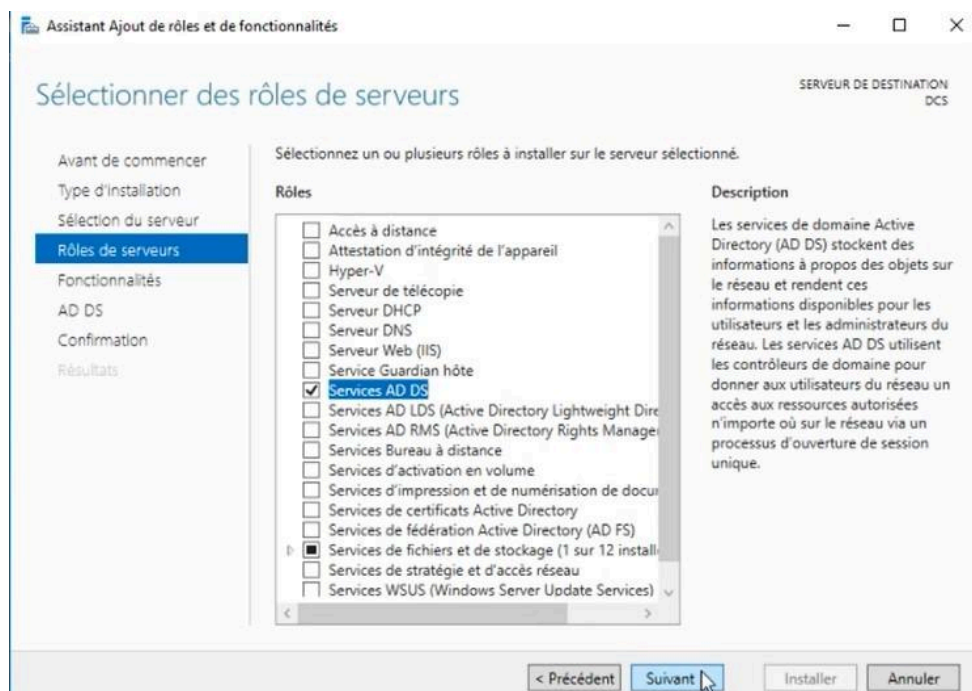 Assistant Ajout de rôles et de fonctionnalités
Sélectionner des rôles de serveurs
SERVEUR DE DESTINATION
DCS
Avant de commencer
Type d'installation
Sélection du serveur
Rôles de serveurs
Fonctionnalités
AD DS
Confirmation
Résultats
Sélectionnez un ou plusieurs rôles à installer sur le serveur sélectionné.
Rôles
Accès à distance
Attestation d'intégrité de l'appareil
Hyper-V
Serveur de télécopie
Serveur DHCP
Serveur DNS
Serveur Web (IIS)
Service Guardian hôte
Services AD DS
Services AD LDS (Active Directory Lightweight Dire
Services AD RMS (Active Directory Rights Manager
Services Bureau à distance
Services d'activation en volume
Services d'impression et de numérisation de docur
Services de certificats Active Directory
Services de fédération Active Directory (AD FS)
Services de fichiers et de stockage (1 sur 12 install
Services de stratégie et d'accès réseau
Services WSUS (Windows Server Update Services)
Description
Les services de domaine Active
Directory (AD DS) stockent des
informations à propos des objets sur
le réseau et rendent ces
informations disponibles pour les
utilisateurs et les administrateurs du
réseau. Les services AD DS utilisent
les contrôleurs de domaine pour
donner aux utilisateurs du réseau un
accès aux ressources autorisées
n'importe où sur le réseau via un
processus d'ouverture de session
unique.
< Précédent
Suivant
Installer
Annuler